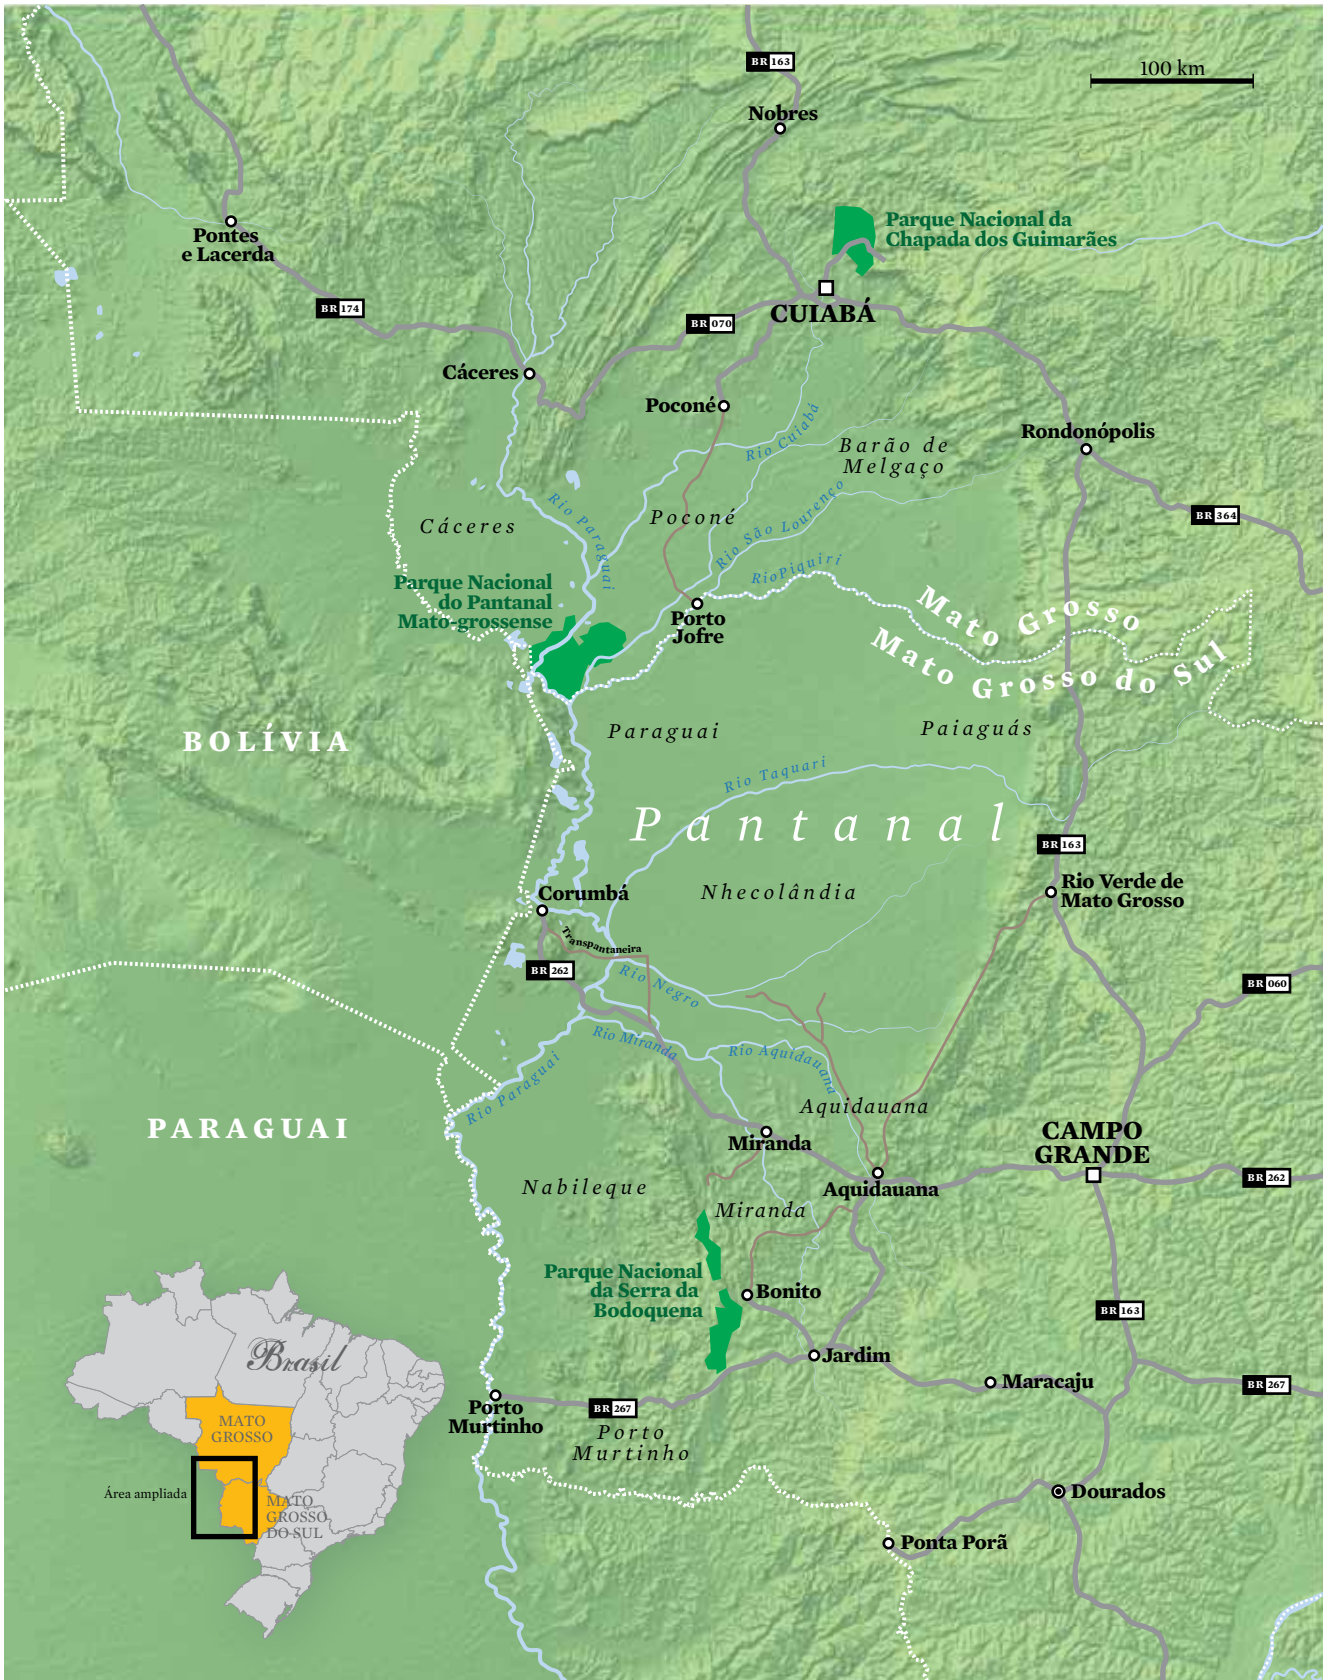 BR 163
100 km
Nobres
Parque Nacional da
Chapada dos Guimarães
Pontes
e Lacerda
BR 174
CUIABÁ
BR 070
Cáceres
Poconé
Rio Cuiabá
Barão de
Melgaço
Rondonópolis
Rio Paraguai
Cáceres
Poconé
Rio São Lourenço
BR 364
Rio Piquiri
Parque Nacional
do Pantanal
Mato-grossense
Porto
Jofre
Mato Grosso
Mato Grosso do Sul
BOLÍVIA
Paraguai
Paiaguás
Rio Taquari
Pantanal
BR 163
Corumbá
Nhecolândia
Rio Verde de
Mato Grosso
Transpantaneira
BR 262
Rio Negro
BR 060
Rio Miranda
Rio Aquidauana
Rio Paraguai
PARAGUAI
Aquidauana
Miranda
CAMPO
GRANDE
Nabileque
Aquidauana
BR 262
Miranda
Parque Nacional
da Serra da
Bodoquena
Bonito
BR 163
Jardim
Brasil
Maracaju
BR 267
Porto
Murtinho
BR 267
MATO
GROSSO
Porto
Murtinho
Área ampliada
MATO
GROSSO
DO SUL
Dourados
Ponta Porã